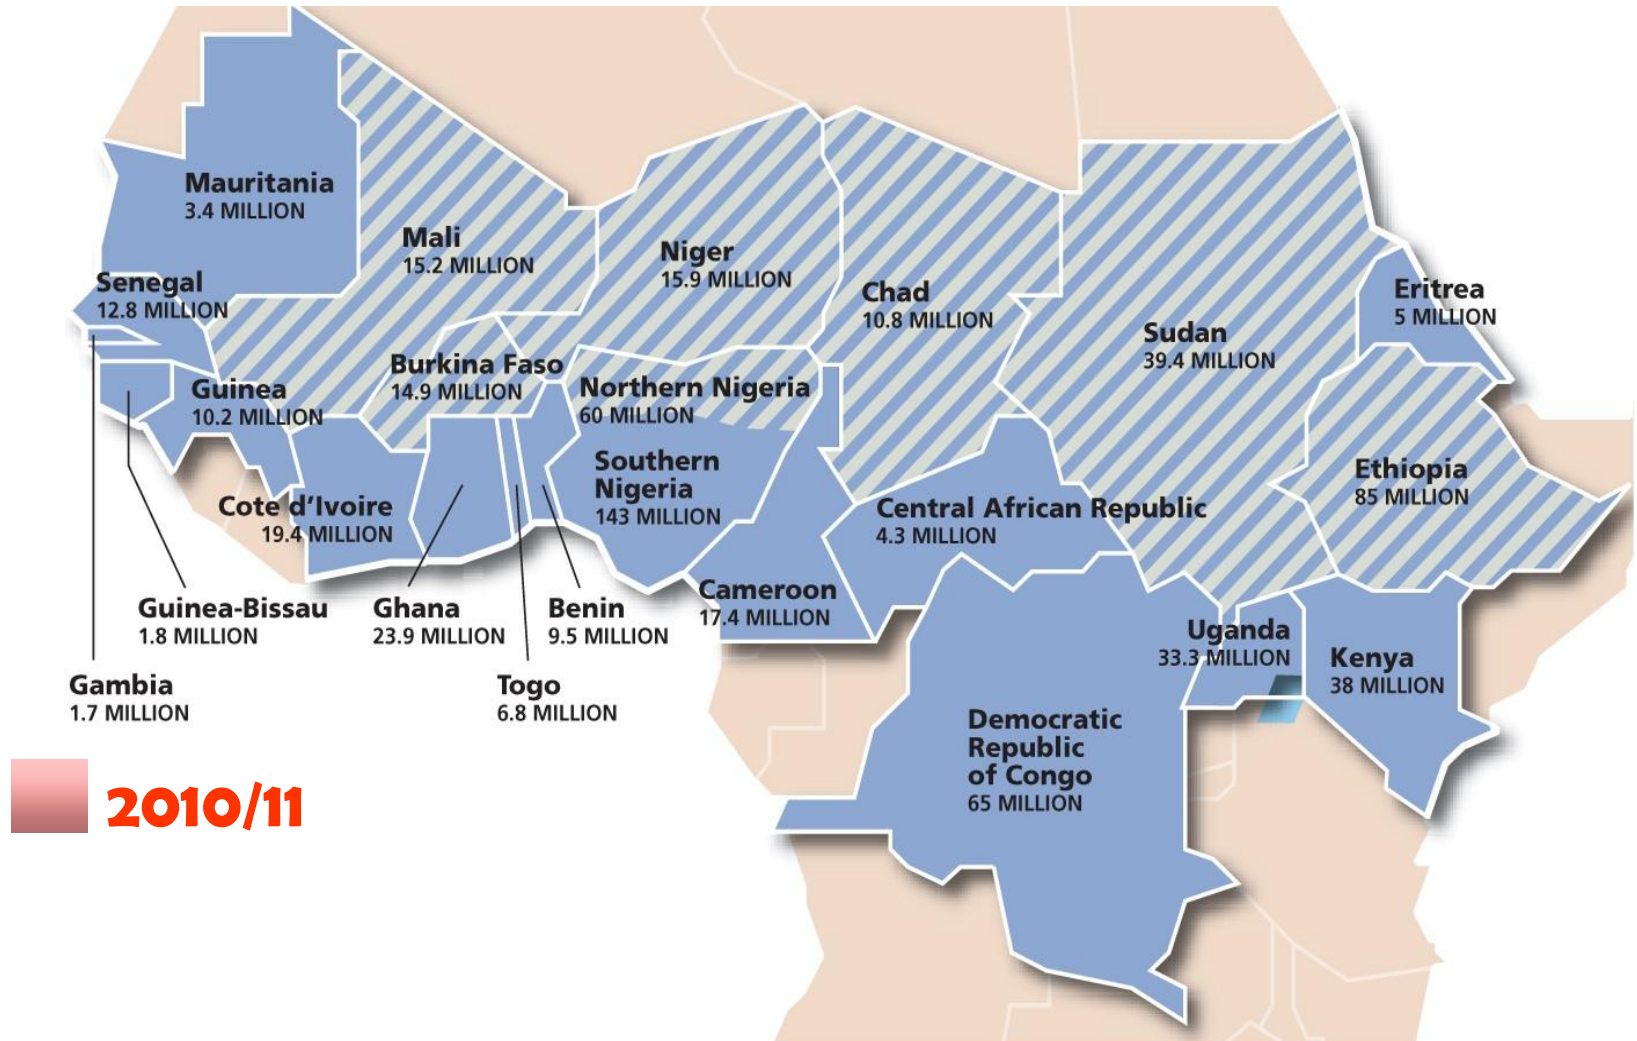 Mauritania
3.4 MILLION
Mali
15.2 MILLION
Niger
15.9 MILLION
Senegal
12.8 MILLION
Chad
10.8 MILLION
Eritrea
5 MILLION
Sudan
39.4 MILLION
Burkina Faso
14.9 MILLION
Guinea
10.2 MILLION
Northern Nigeria
60 MILLION
Southern
Nigeria
143 MILLION
Ethiopia
85 MILLION
Cote d’Ivoire
19.4 MILLION
Central African Republic
4.3 MILLION
Cameroon
17.4 MILLION
Guinea-Bissau
1.8 MILLION
Ghana
23.9 MILLION
Benin
9.5 MILLION
Uganda
33.3 MILLION
Kenya
38 MILLION
Gambia
1.7 MILLION
Togo
6.8 MILLION
Democratic
Republic
of Congo
65 MILLION
2010/11